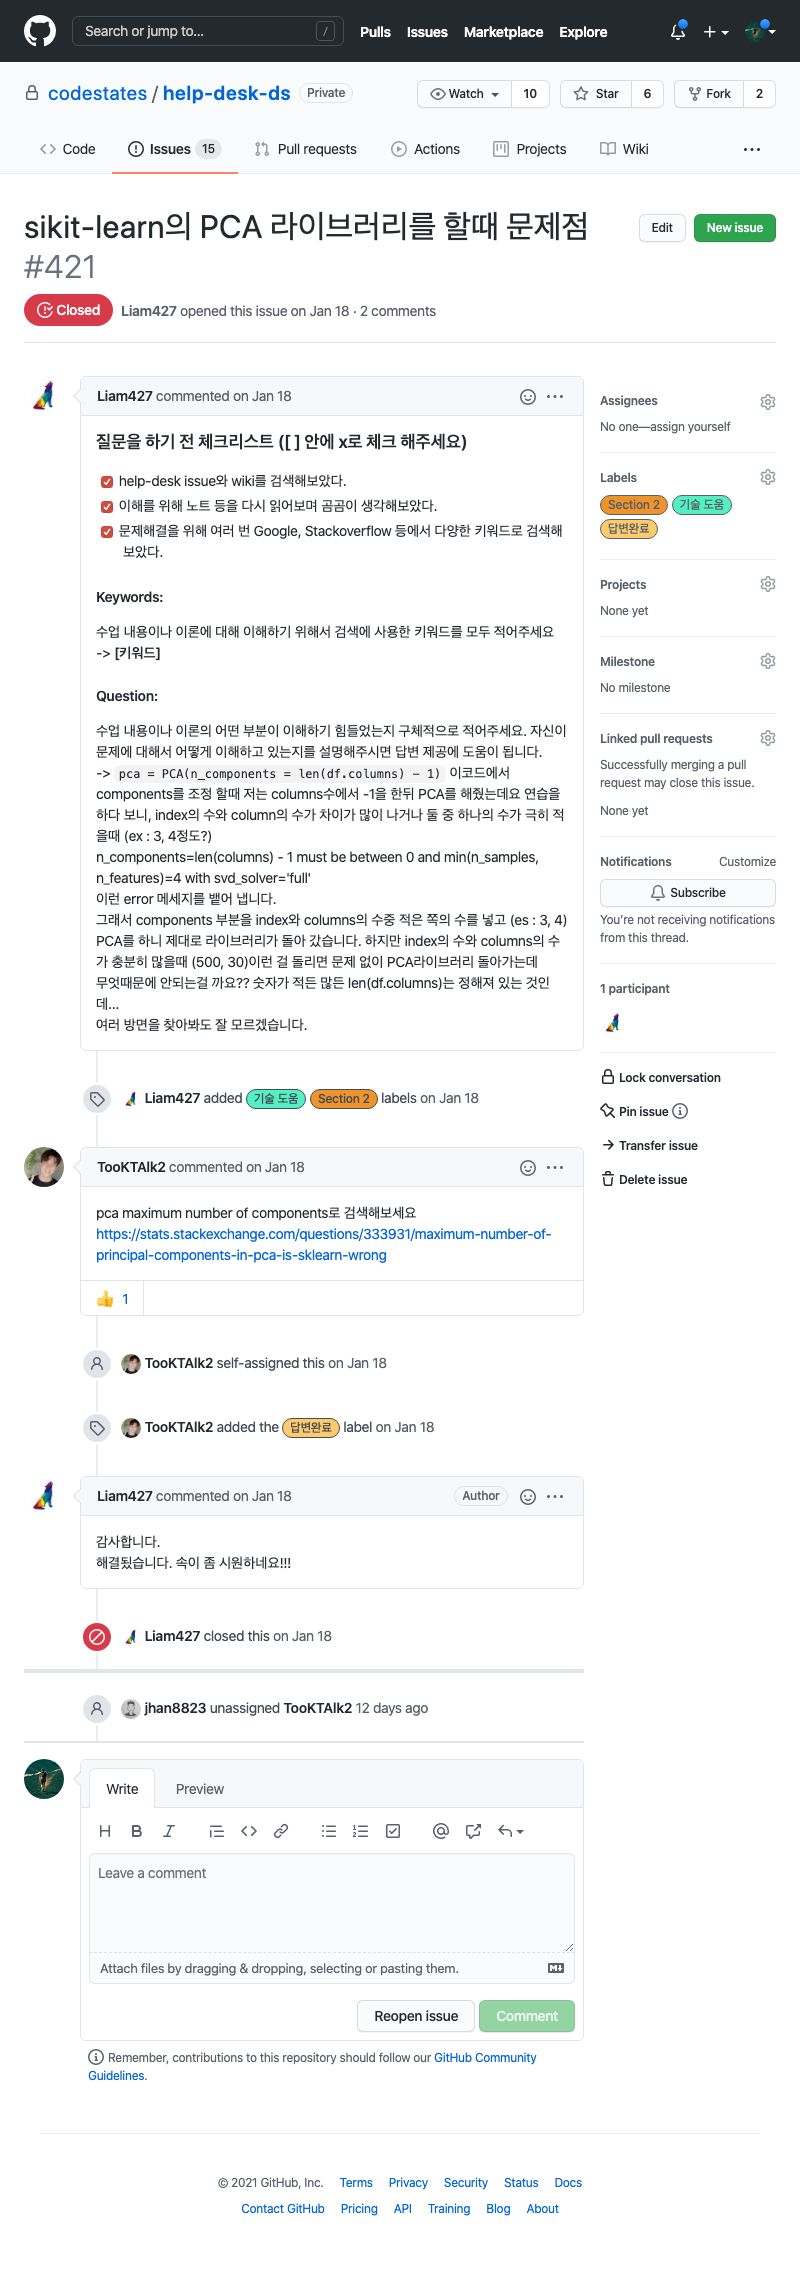 Search or jump to... /
Pulls Issues Marketplace Explore
codestates / help-desk-ds Private
Watch 10 Star 6 Fork 2
Code Issues 15 Pull requests Actions Projects Wiki
sikit-learn의 PCA 라이브러리를 할때 문제점
#421
Edit New issue
Closed Liam427 opened this issue on Jan 18 · 2 comments
Liam427 commented on Jan 18
질문을 하기 전 체크리스트 ([ ] 안에 x로 체크 해주세요)
help-desk issue와 wiki를 검색해보았다.
이해를 위해 노트 등을 다시 읽어보며 곰곰이 생각해보았다.
문제해결을 위해 여러 번 Google, Stackoverflow 등에서 다양한 키워드로 검색해
보았다.
Keywords:
수업 내용이나 이론에 대해 이해하기 위해서 검색에 사용한 키워드를 모두 적어주세요
-> [키워드]
Question:
수업 내용이나 이론의 어떤 부분이 이해하기 힘들었는지 구체적으로 적어주세요. 자신이
문제에 대해서 어떻게 이해하고 있는지를 설명해주시면 답변 제공에 도움이 됩니다.
-> pca = PCA(n_components = len(df.columns) - 1) 이코드에서
components를 조정 할때 저는 columns수에서 -1을 한뒤 PCA를 해줬는데요 연습을
하다 보니, index의 수와 column의 수가 차이가 많이 나거나 둘 중 하나의 수가 극히 적
을때 (ex : 3, 4정도?)
n_components=len(columns) - 1 must be between 0 and min(n_samples,
n_features)=4 with svd_solver='full'
이런 error 메세지를 뱉어 냅니다.
그래서 components 부분을 index와 columns의 수중 적은 쪽의 수를 넣고 (es : 3, 4)
PCA를 하니 제대로 라이브러리가 돌아 갔습니다. 하지만 index의 수와 columns의 수
가 충분히 많을때 (500, 30)이런 걸 돌리면 문제 없이 PCA라이브러리 돌아가는데
무엇때문에 안되는걸 까요?? 숫자가 적든 많든 len(df.columns)는 정해져 있는 것인
데...
여러 방면을 찾아봐도 잘 모르겠습니다.
Liam427 added 기술 도움 Section 2 labels on Jan 18
TooKTAlk2 commented on Jan 18
pca maximum number of components로 검색해보세요
https://stats.stackexchange.com/questions/333931/maximum-number-of-
principal-components-in-pca-is-sklearn-wrong
1
TooKTAlk2 self-assigned this on Jan 18
TooKTAlk2 added the 답변완료 label on Jan 18
Liam427 commented on Jan 18 Author
감사합니다.
해결됬습니다. 속이 좀 시원하네요!!!
Liam427 closed this on Jan 18
jhan8823 unassigned TooKTAlk2 12 days ago
Write Preview
Leave a comment
Attach files by dragging & dropping, selecting or pasting them.
Reopen issue Comment
Remember, contributions to this repository should follow our GitHub Community
Guidelines.
Assignees
No one—assign yourself
Labels
Section 2 기술 도움
답변완료
Projects
None yet
Milestone
No milestone
Linked pull requests
Successfully merging a pull
request may close this issue.
None yet
Notifications Customize
Subscribe
You're not receiving notifications
from this thread.
1 participant
Lock conversation
Pin issue
Transfer issue
Delete issue
© 2021 GitHub, Inc. Terms Privacy Security Status Docs
Contact GitHub Pricing API Training Blog About